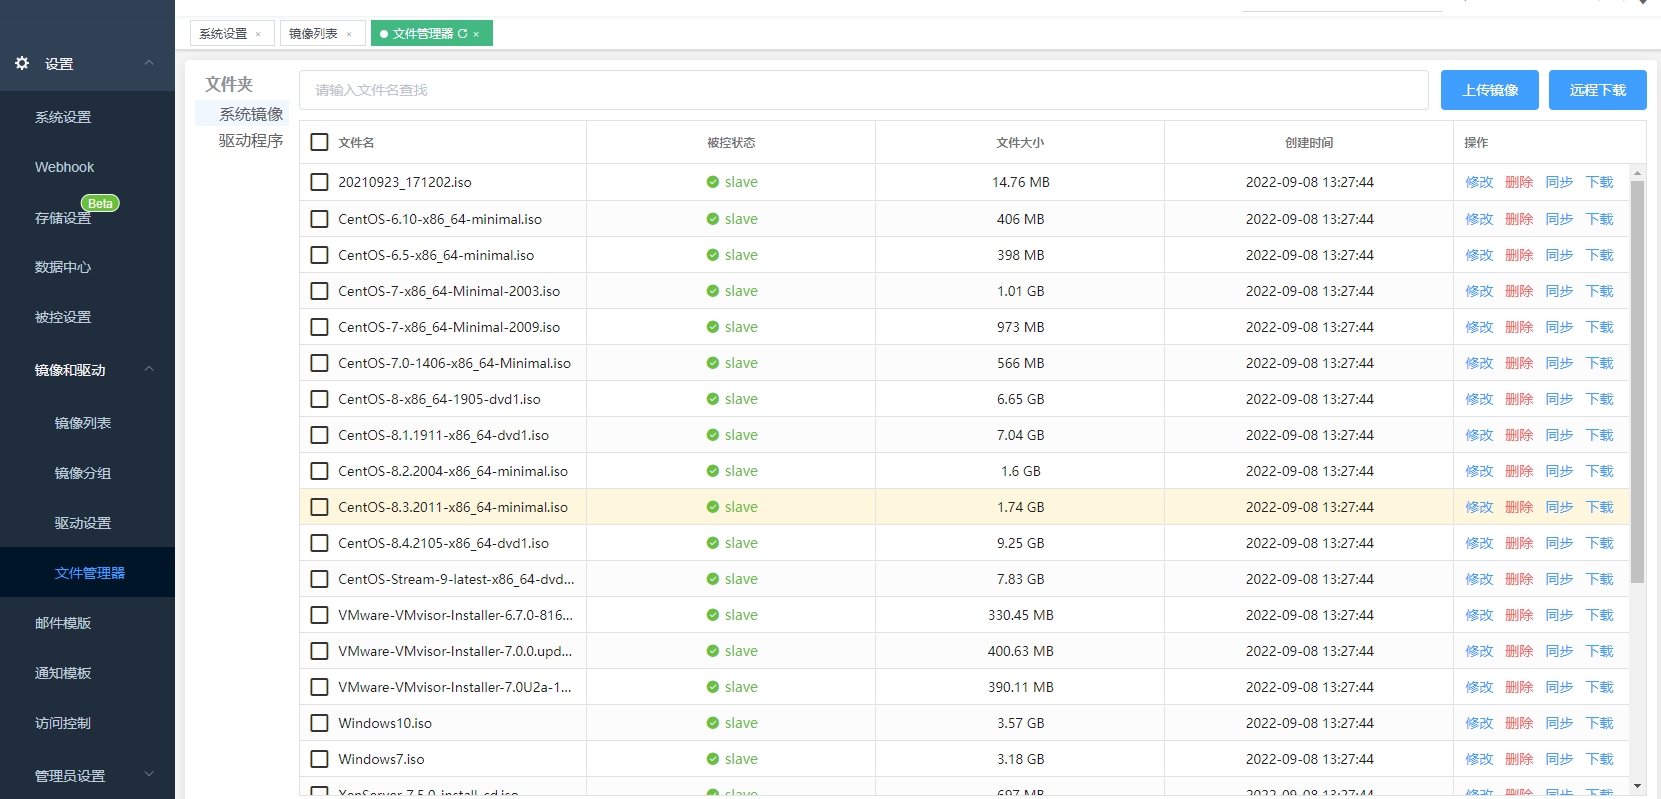 设置
系统设置
Webhook
Beta
存储设置
数据中心
被控设置
镜像和驱动
镜像列表
镜像分组
驱动设置
文件管理器
邮件模版
通知模板
访问控制
管理员设置
系统设置 × 镜像列表 × 文件管理器 ×
文件夹
系统镜像
驱动程序
请输入文件名查找 上传镜像 远程下载
文件名 被控状态 文件大小 创建时间 操作
20210923_171202.iso slave 14.76 MB 2022-09-08 13:27:44 修改 删除 同步 下载
CentOS-6.10-x86_64-minimal.iso slave 406 MB 2022-09-08 13:27:44 修改 删除 同步 下载
CentOS-6.5-x86_64-minimal.iso slave 398 MB 2022-09-08 13:27:44 修改 删除 同步 下载
CentOS-7-x86_64-Minimal-2003.iso slave 1.01 GB 2022-09-08 13:27:44 修改 删除 同步 下载
CentOS-7-x86_64-Minimal-2009.iso slave 973 MB 2022-09-08 13:27:44 修改 删除 同步 下载
CentOS-7.0-1406-x86_64-Minimal.iso slave 566 MB 2022-09-08 13:27:44 修改 删除 同步 下载
CentOS-8-x86_64-1905-dvd1.iso slave 6.65 GB 2022-09-08 13:27:44 修改 删除 同步 下载
CentOS-8.1.1911-x86_64-dvd1.iso slave 7.04 GB 2022-09-08 13:27:44 修改 删除 同步 下载
CentOS-8.2.2004-x86_64-minimal.iso slave 1.6 GB 2022-09-08 13:27:44 修改 删除 同步 下载
CentOS-8.3.2011-x86_64-minimal.iso slave 1.74 GB 2022-09-08 13:27:44 修改 删除 同步 下载
CentOS-8.4.2105-x86_64-dvd1.iso slave 9.25 GB 2022-09-08 13:27:44 修改 删除 同步 下载
CentOS-Stream-9-latest-x86_64-dvd... slave 7.83 GB 2022-09-08 13:27:44 修改 删除 同步 下载
VMware-VMvisor-Installer-6.7.0-816... slave 330.45 MB 2022-09-08 13:27:44 修改 删除 同步 下载
VMware-VMvisor-Installer-7.0.0.upd... slave 400.63 MB 2022-09-08 13:27:44 修改 删除 同步 下载
VMware-VMvisor-Installer-7.0U2a-1... slave 390.11 MB 2022-09-08 13:27:44 修改 删除 同步 下载
Windows10.iso slave 3.57 GB 2022-09-08 13:27:44 修改 删除 同步 下载
Windows7.iso slave 3.18 GB 2022-09-08 13:27:44 修改 删除 同步 下载
XenServer-7.5.0-install-cd.iso slave 697 MB 2022-09-08 13:27:44 修改 删除 同步 下载